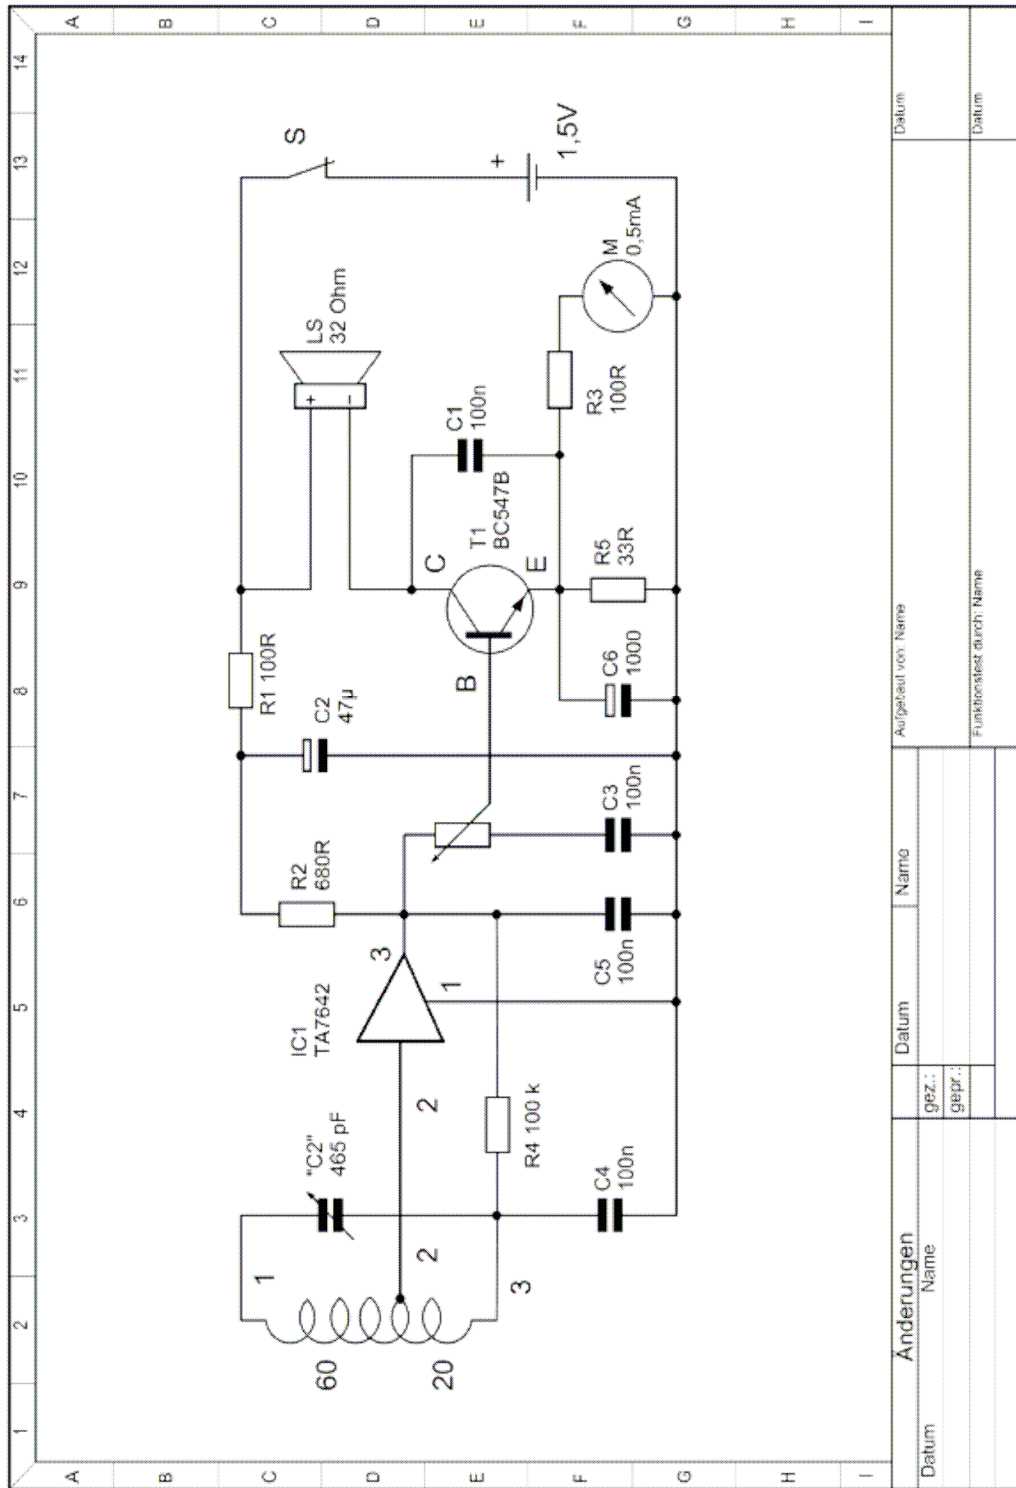 1 2 3 4 5 6 7 8 9 10 11 12 13 14
A A
B B
C C
D D
E E
F F
G G
H H
I I
60
20
1
2
3
"C2"
465 pF
2
IC1
TA7642
3
1
R4 100 k
C4
100n
R2
680R
C5
100n
C3
100n
C2
47µ
R1 100R
B
C
E
T1
BC547B
C6
1000
R5
33R
C1
100n
LS
32 Ohm
+
-
R3
100R
M
0,5mA
S
+
1,5V
Änderungen
Datum
Name
gez.:
gepr.:
Datum
Name
Aufgebaut von: Name
Datum
Funktionstest durch: Name
Datum